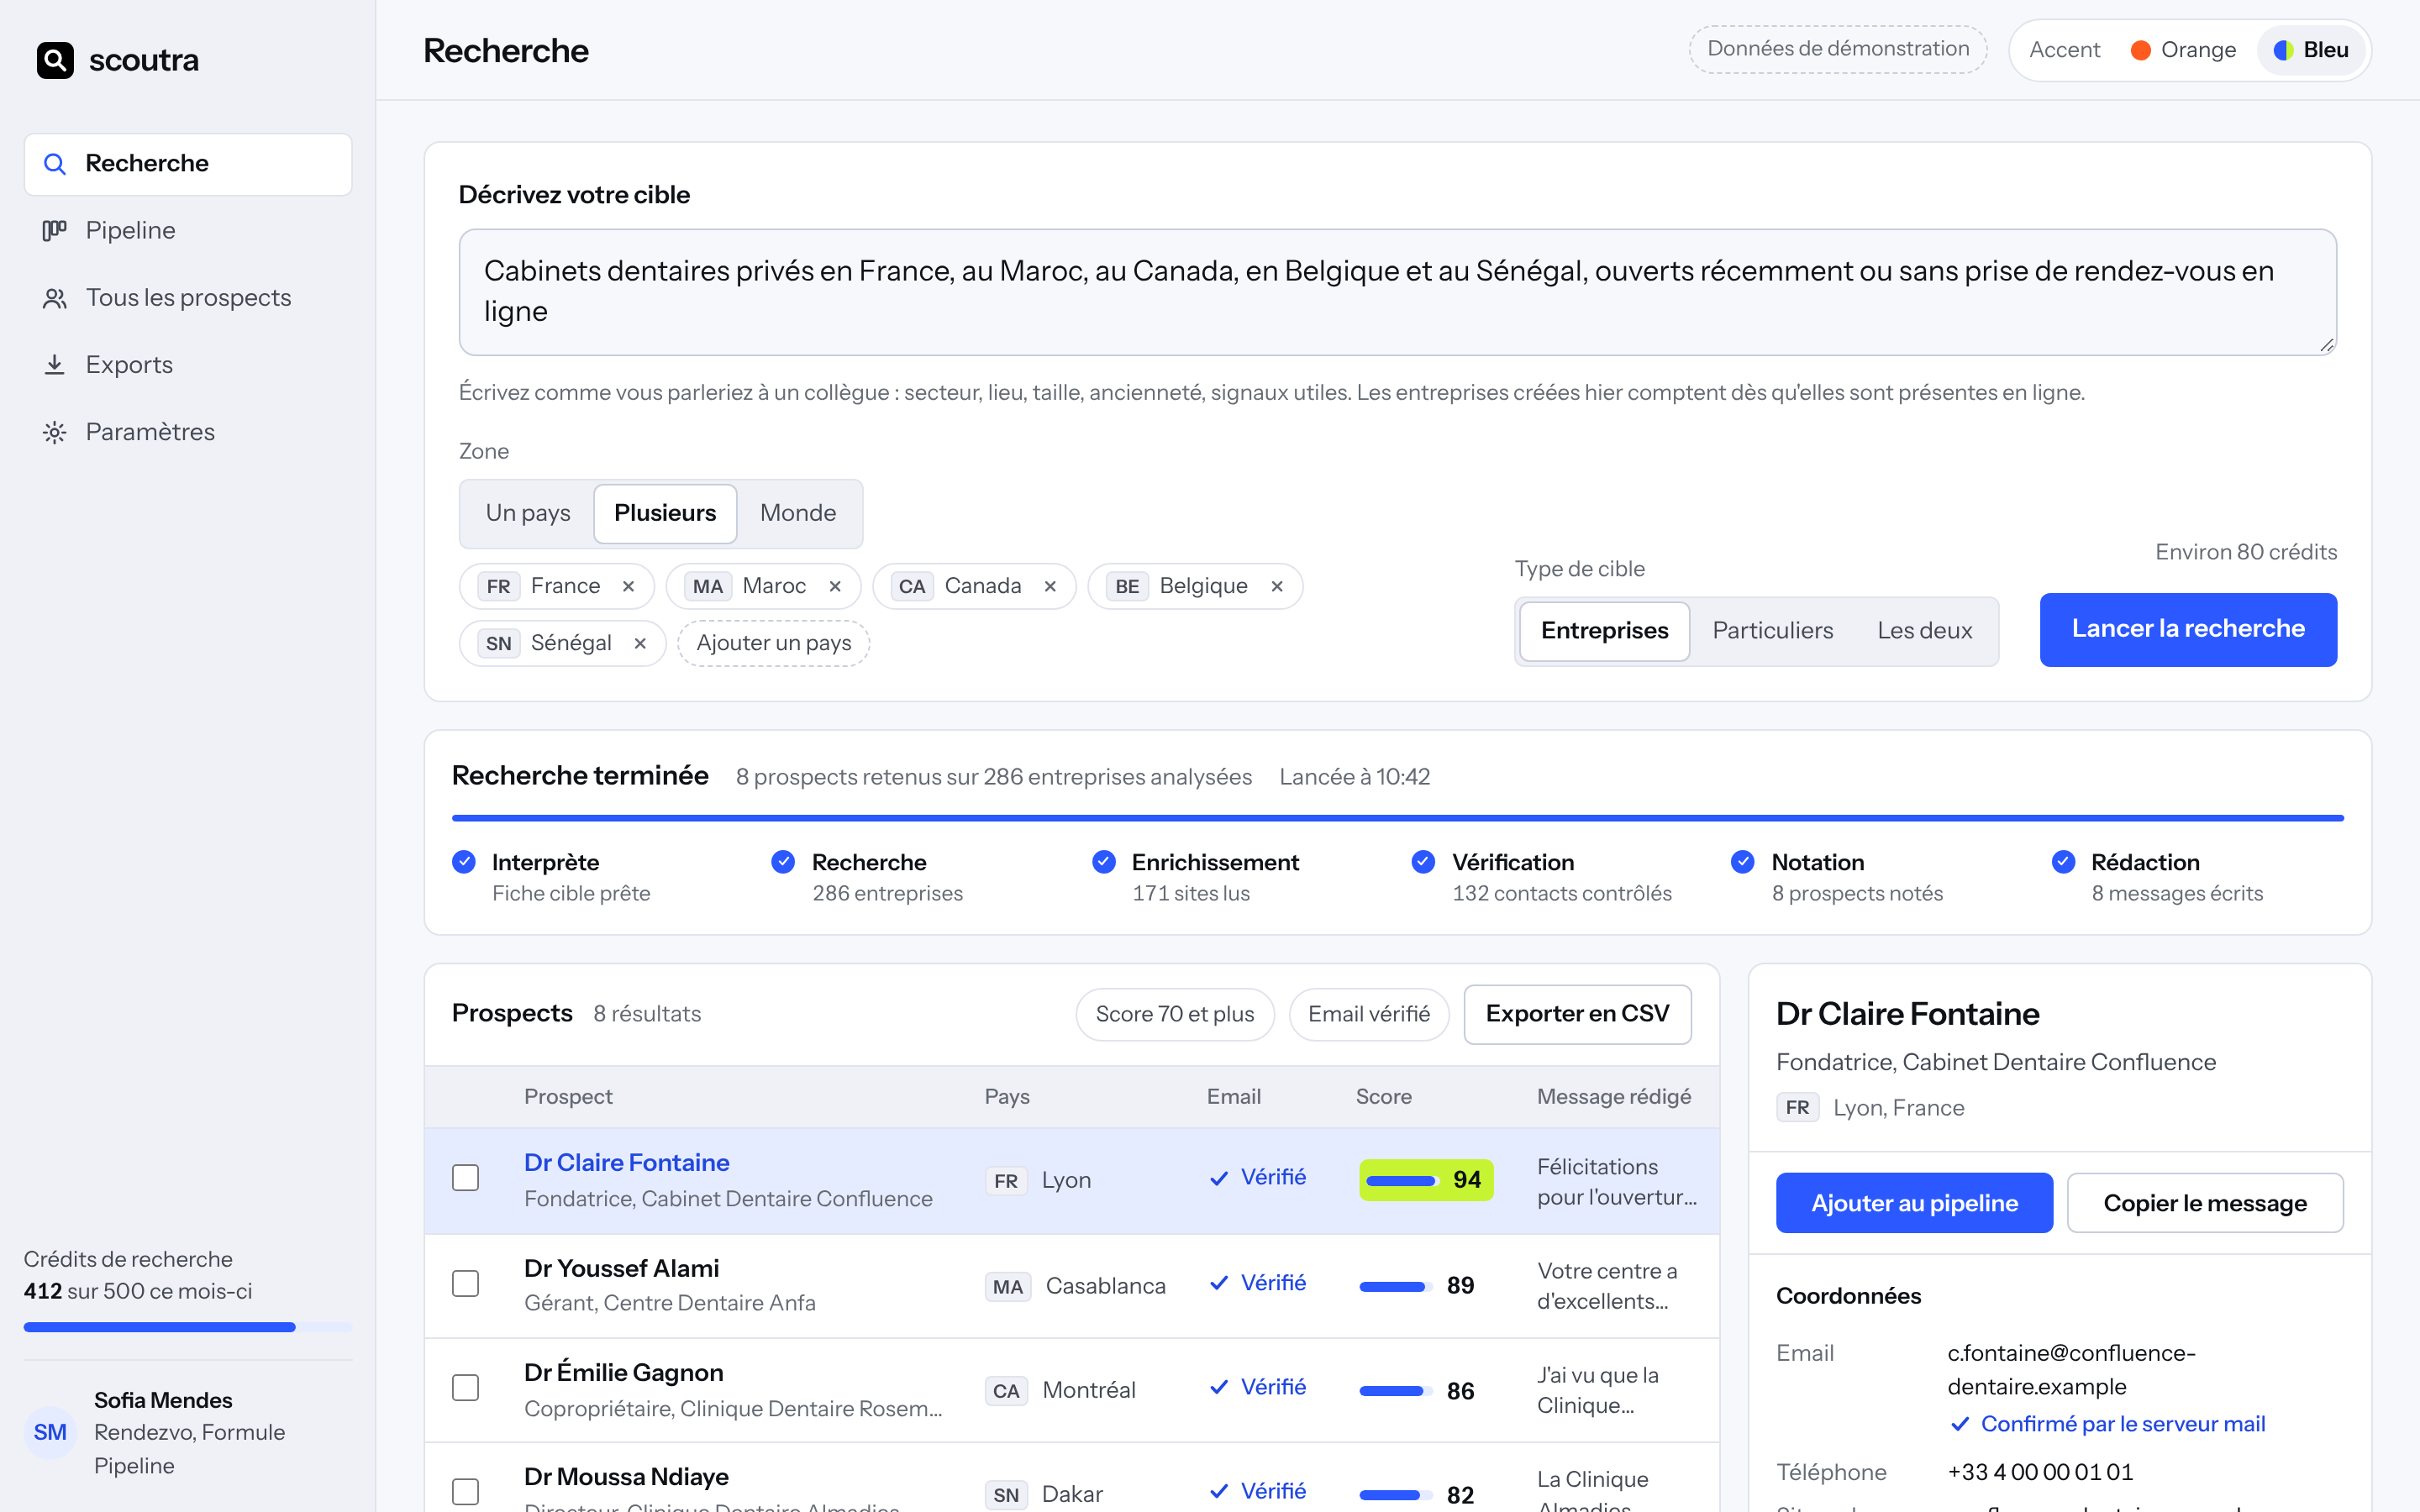 scoutra
Recherche
Pipeline
Tous les prospects
Exports
Paramètres
Crédits de recherche
412 sur 500 ce mois-ci
SM
Sofia Mendes
Rendezvo, Formule
Pipeline
Recherche
Données de démonstration
Accent
Orange
Bleu
Décrivez votre cible
Cabinets dentaires privés en France, au Maroc, au Canada, en Belgique et au Sénégal, ouverts récemment ou sans prise de rendez-vous en
ligne
Écrivez comme vous parleriez à un collègue : secteur, lieu, taille, ancienneté, signaux utiles. Les entreprises créées hier comptent dès qu'elles sont présentes en ligne.
Zone
Un pays Plusieurs Monde
FR France × MA Maroc × CA Canada × BE Belgique ×
SN Sénégal × Ajouter un pays
Type de cible
Entreprises Particuliers Les deux
Environ 80 crédits
Lancer la recherche
Recherche terminée 8 prospects retenus sur 286 entreprises analysées Lancée à 10:42
Interprète
Fiche cible prête
Recherche
286 entreprises
Enrichissement
171 sites lus
Vérification
132 contacts contrôlés
Notation
8 prospects notés
Rédaction
8 messages écrits
Prospects 8 résultats
Score 70 et plus
Email vérifié
Exporter en CSV
Prospect Pays Email Score Message rédigé
Dr Claire Fontaine
Fondatrice, Cabinet Dentaire Confluence
FR Lyon
Vérifié
94
Félicitations
pour l'ouvertur...
Dr Youssef Alami
Gérant, Centre Dentaire Anfa
MA Casablanca
Vérifié
89
Votre centre a
d'excellents...
Dr Émilie Gagnon
Copropriétaire, Clinique Dentaire Rosem...
CA Montréal
Vérifié
86
J'ai vu que la
Clinique...
Dr Moussa Ndiaye
Directeur, Clinique Dentaire Almadies
SN Dakar
Vérifié
82
La Clinique
Almadies
Dr Claire Fontaine
Fondatrice, Cabinet Dentaire Confluence
FR Lyon, France
Ajouter au pipeline
Copier le message
Coordonnées
Email
c.fontaine@confluence-
dentaire.example
Confirmé par le serveur mail
Téléphone
+33 4 00 00 01 01